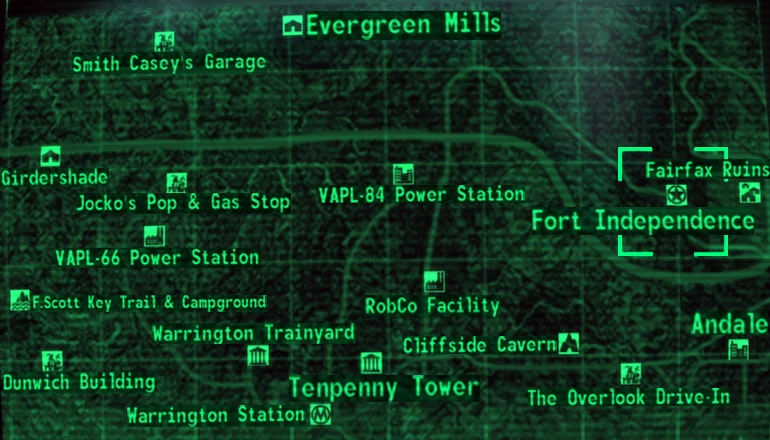 Evergreen Mills
Smith Casey's Garage
Girdershade
Fairfax Ruins
Jocko's Pop & Gas Stop
VAPL-84 Power Station
Fort Independence
VAPL-66 Power Station
F.Scott Key Trail & Campground
RobCo Facility
Warrington Trainyard
Cliffside Cavern
Andale
Dunwich Building
Tenpenny Tower
The Overlook Drive-In
Warrington Station
M